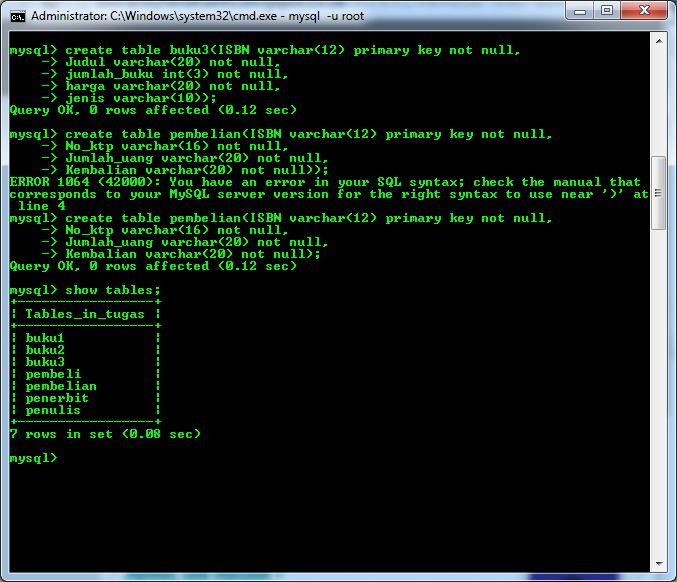 Administrator: C:\Windows\system32\cmd.exe - mysql -u root
mysql> create table buku3(ISBN varchar(12) primary key not null,
    -> Judul varchar(20) not null,
    -> jumlah_buku int(3) not null,
    -> harga varchar(20) not null,
    -> jenis varchar(10));
Query OK, 0 rows affected (0.12 sec)
mysql> create table pembelian(ISBN varchar(12) primary key not null,
    -> No_ktp varchar(16) not null,
    -> Jumlah_uang varchar(20) not null,
    -> Kembalian varchar(20) not null));
ERROR 1064 (42000): You have an error in your SQL syntax; check the manual that
corresponds to your MySQL server version for the right syntax to use near ')' at
 line 4
mysql> create table pembelian(ISBN varchar(12) primary key not null,
    -> No_ktp varchar(16) not null,
    -> Jumlah_uang varchar(20) not null,
    -> Kembalian varchar(20) not null);
Query OK, 0 rows affected (0.12 sec)
mysql> show tables;
+-----------------+
| Tables_in_tugas |
+-----------------+
| buku1           |
| buku2           |
| buku3           |
| pembeli         |
| pembelian       |
| penerbit        |
| penulis         |
+-----------------+
7 rows in set (0.08 sec)
mysql>